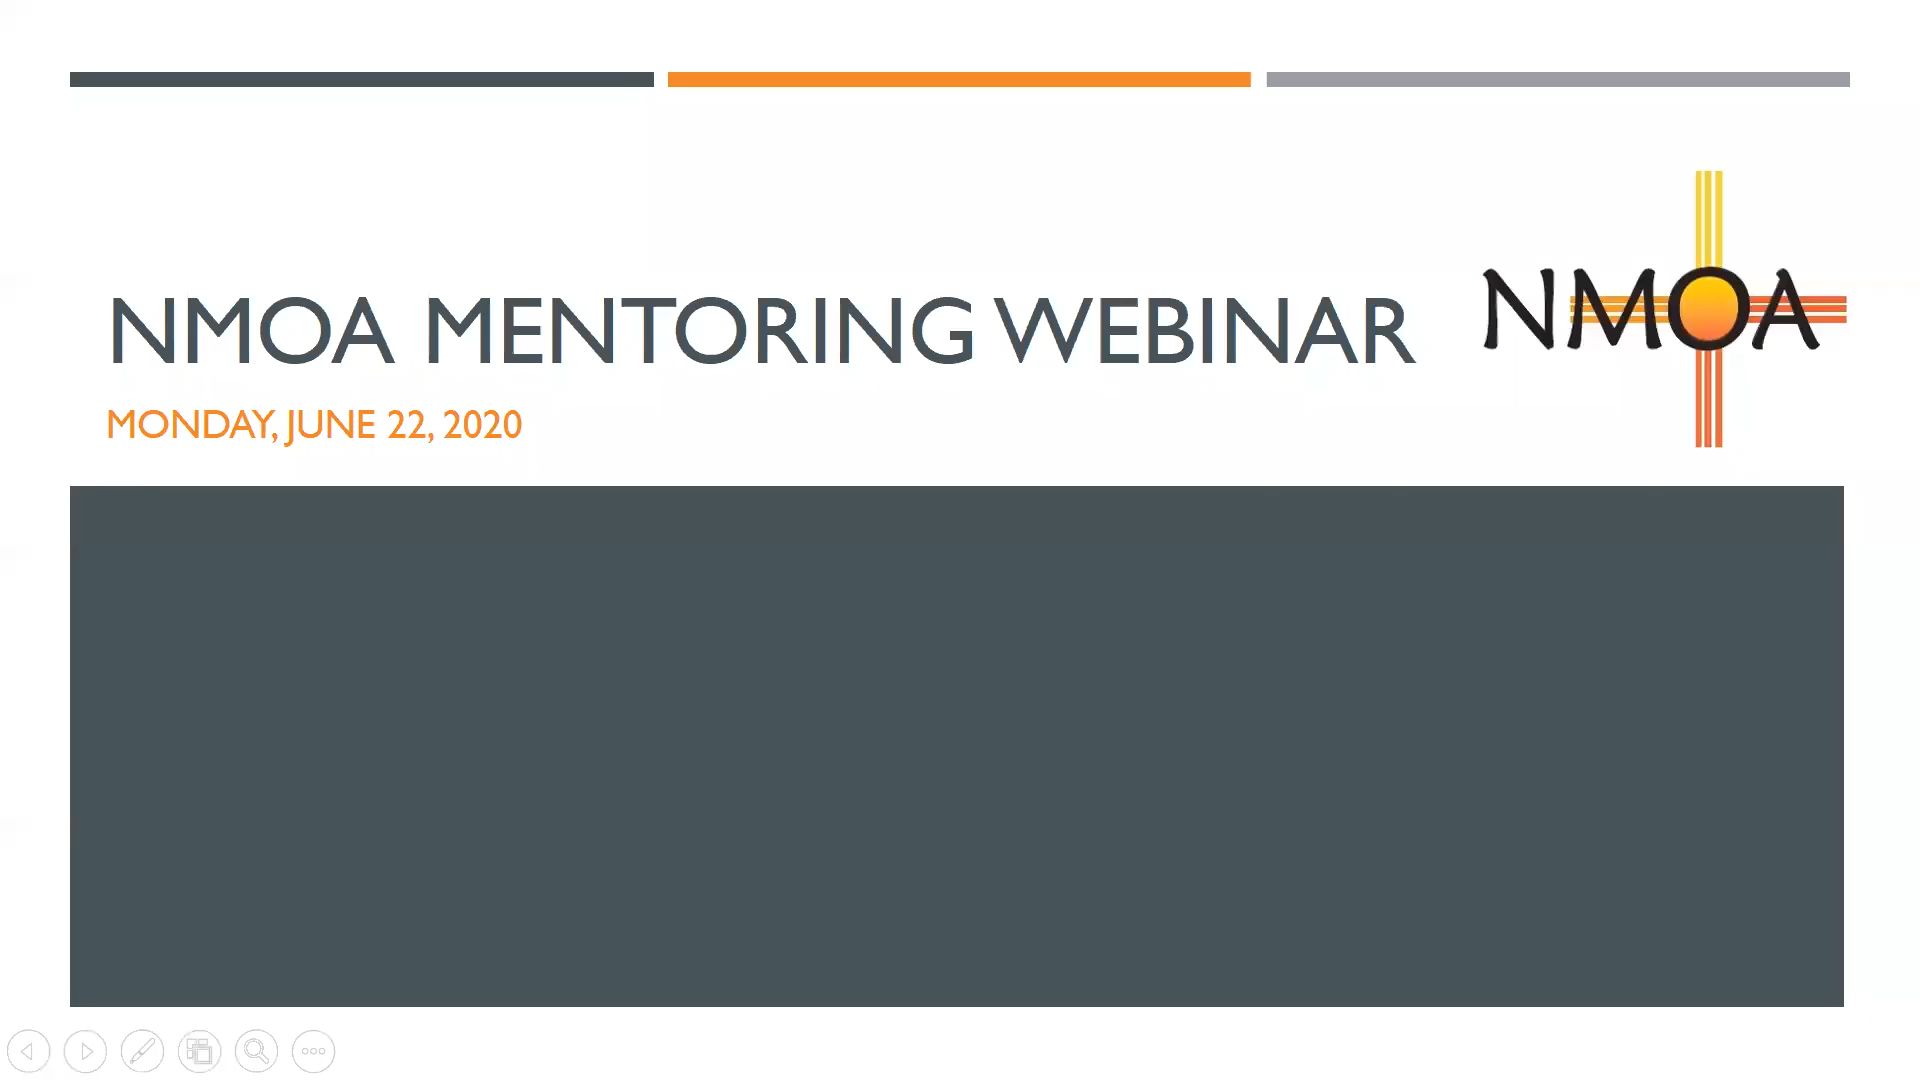 NMOA MENTORING WEBINAR
NMOA
MONDAY, JUNE 22, 2020